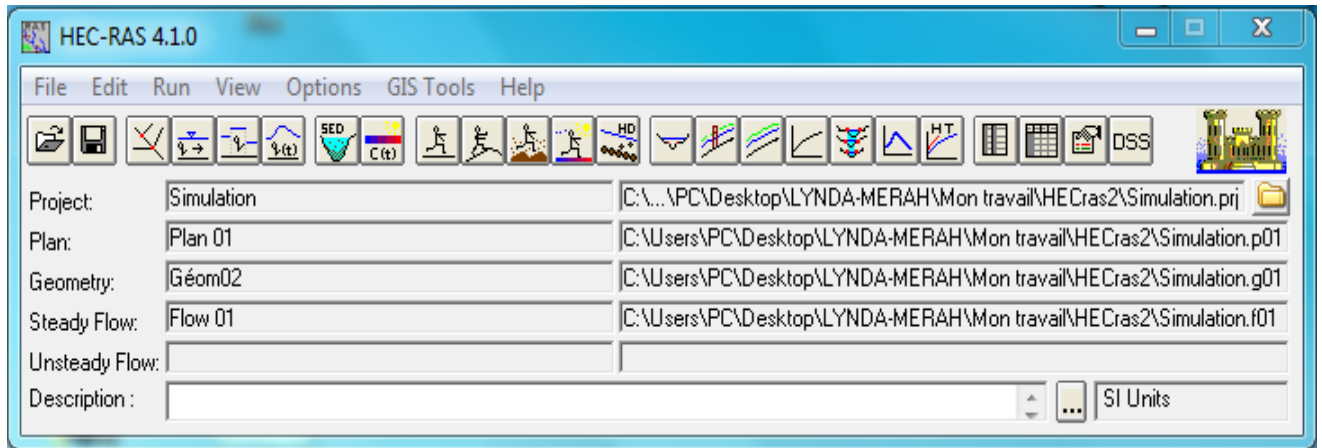 HEC-RAS 4.1.0
File Edit Run View Options GIS Tools Help
SED C(t) HD HT DSS
Project: Simulation C:\...\PC\Desktop\LYNDA-MERAH\Mon travail\HECras2\Simulation.prj
Plan: Plan 01 C:\Users\PC\Desktop\LYNDA-MERAH\Mon travail\HECras2\Simulation.p01
Geometry: Géom02 C:\Users\PC\Desktop\LYNDA-MERAH\Mon travail\HECras2\Simulation.g01
Steady Flow: Flow 01 C:\Users\PC\Desktop\LYNDA-MERAH\Mon travail\HECras2\Simulation.f01
Unsteady Flow:
Description : ... SI Units